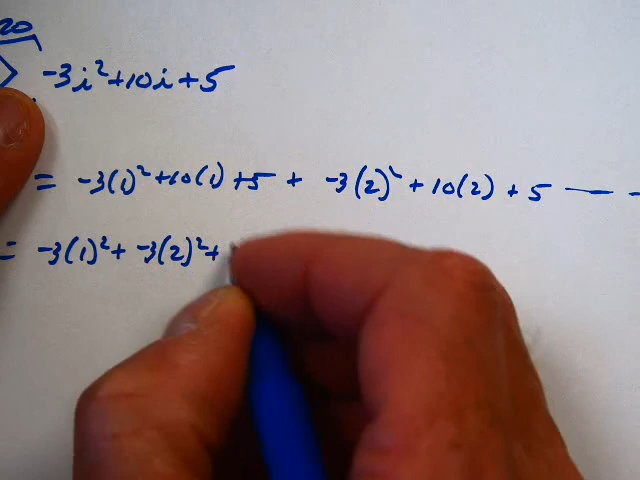 20
-3i²+10i+5
= -3(1)²+10(1)+5 + -3(2)²+10(2)+5 — -
= -3(1)²+ -3(2)²+